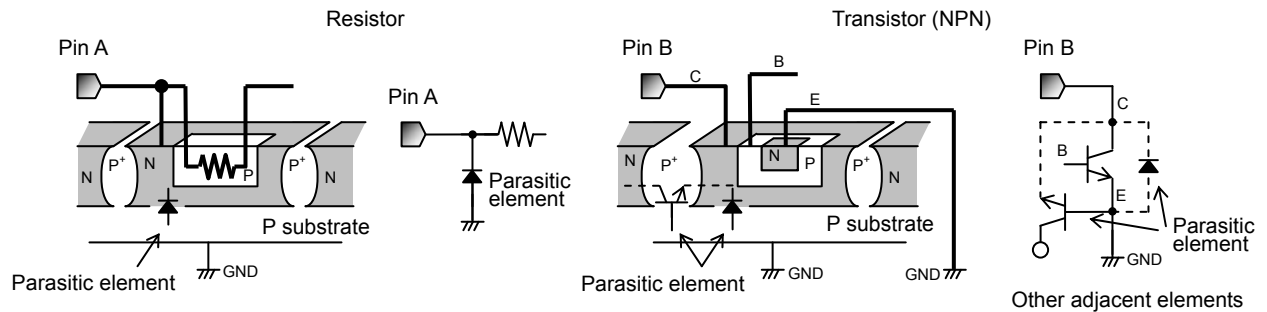 Resistor
Transistor (NPN)
Pin A
Pin A
N
P⁺
N
P
P⁺
N
Parasitic
element
P substrate
GND
Parasitic element
Pin B
C
B
E
N
P⁺
N
P
P⁺
N
P substrate
GND
GND
Parasitic element
Pin B
C
B
E
Parasitic
element
GND
Other adjacent elements